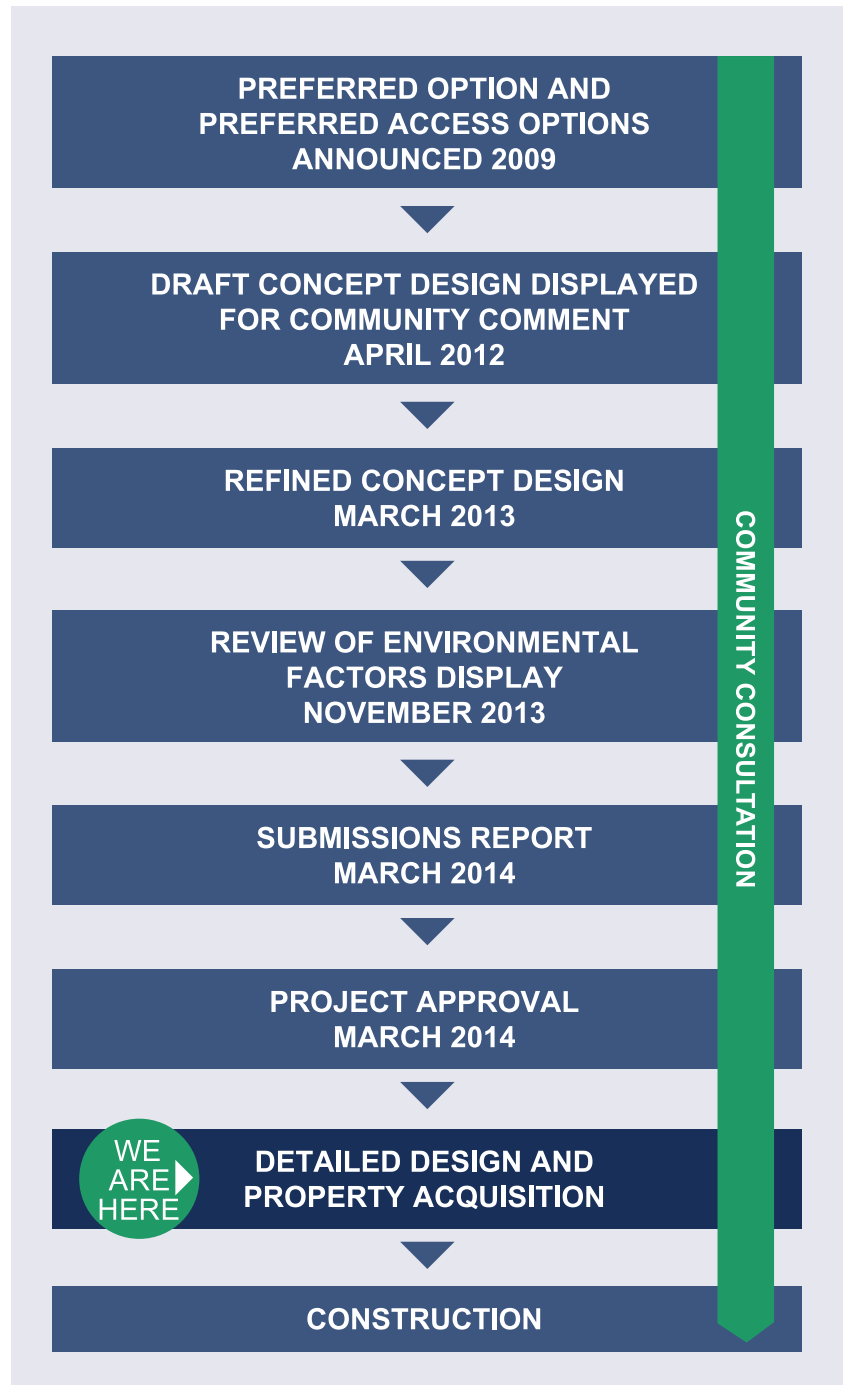 PREFERRED OPTION AND
PREFERRED ACCESS OPTIONS
ANNOUNCED 2009
DRAFT CONCEPT DESIGN DISPLAYED
FOR COMMUNITY COMMENT
APRIL 2012
REFINED CONCEPT DESIGN
MARCH 2013
REVIEW OF ENVIRONMENTAL
FACTORS DISPLAY
NOVEMBER 2013
SUBMISSIONS REPORT
MARCH 2014
PROJECT APPROVAL
MARCH 2014
WE
ARE
HERE
DETAILED DESIGN AND
PROPERTY ACQUISITION
CONSTRUCTION
COMMUNITY CONSULTATION